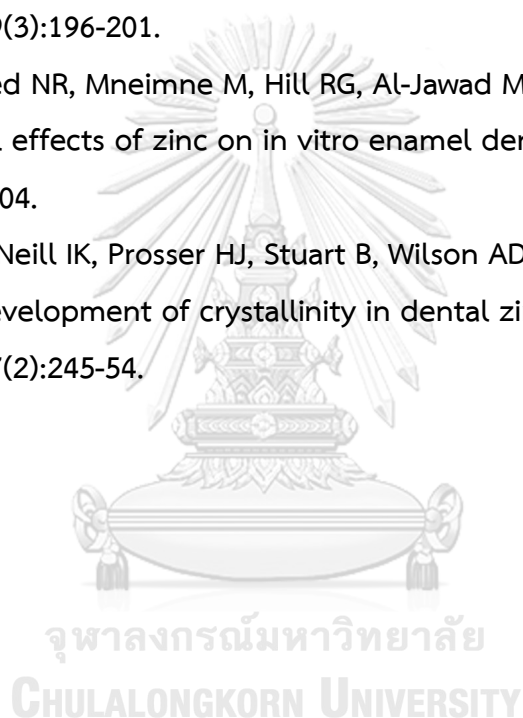 (3):196-201.
ed NR, Mneimne M, Hill RG, Al-Jawad M
effects of zinc on in vitro enamel der
04.
Neill IK, Prosser HJ, Stuart B, Wilson AD
evelopment of crystallinity in dental zi
(2):245-54.
จุฬาลงกรณ์มหาวิทยาลัย
CHULALONGKORN UNIVERSITY